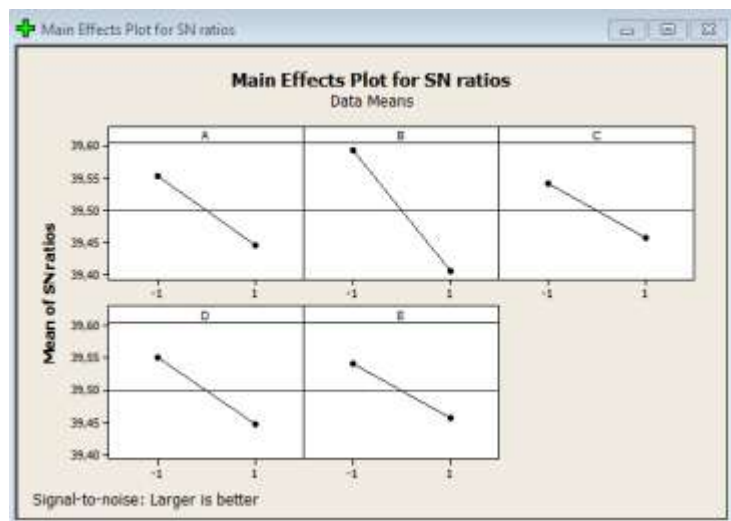 Main Effects Plot for SN ratios
Main Effects Plot for SN ratios
Data Means
A B C
39,60
39,55
39,50
39,45
39,40
-1 1 -1 1 -1 1
Mean of SN ratios
D E
39,60
39,55
39,50
39,45
39,40
-1 1 -1 1
Signal-to-noise: Larger is better